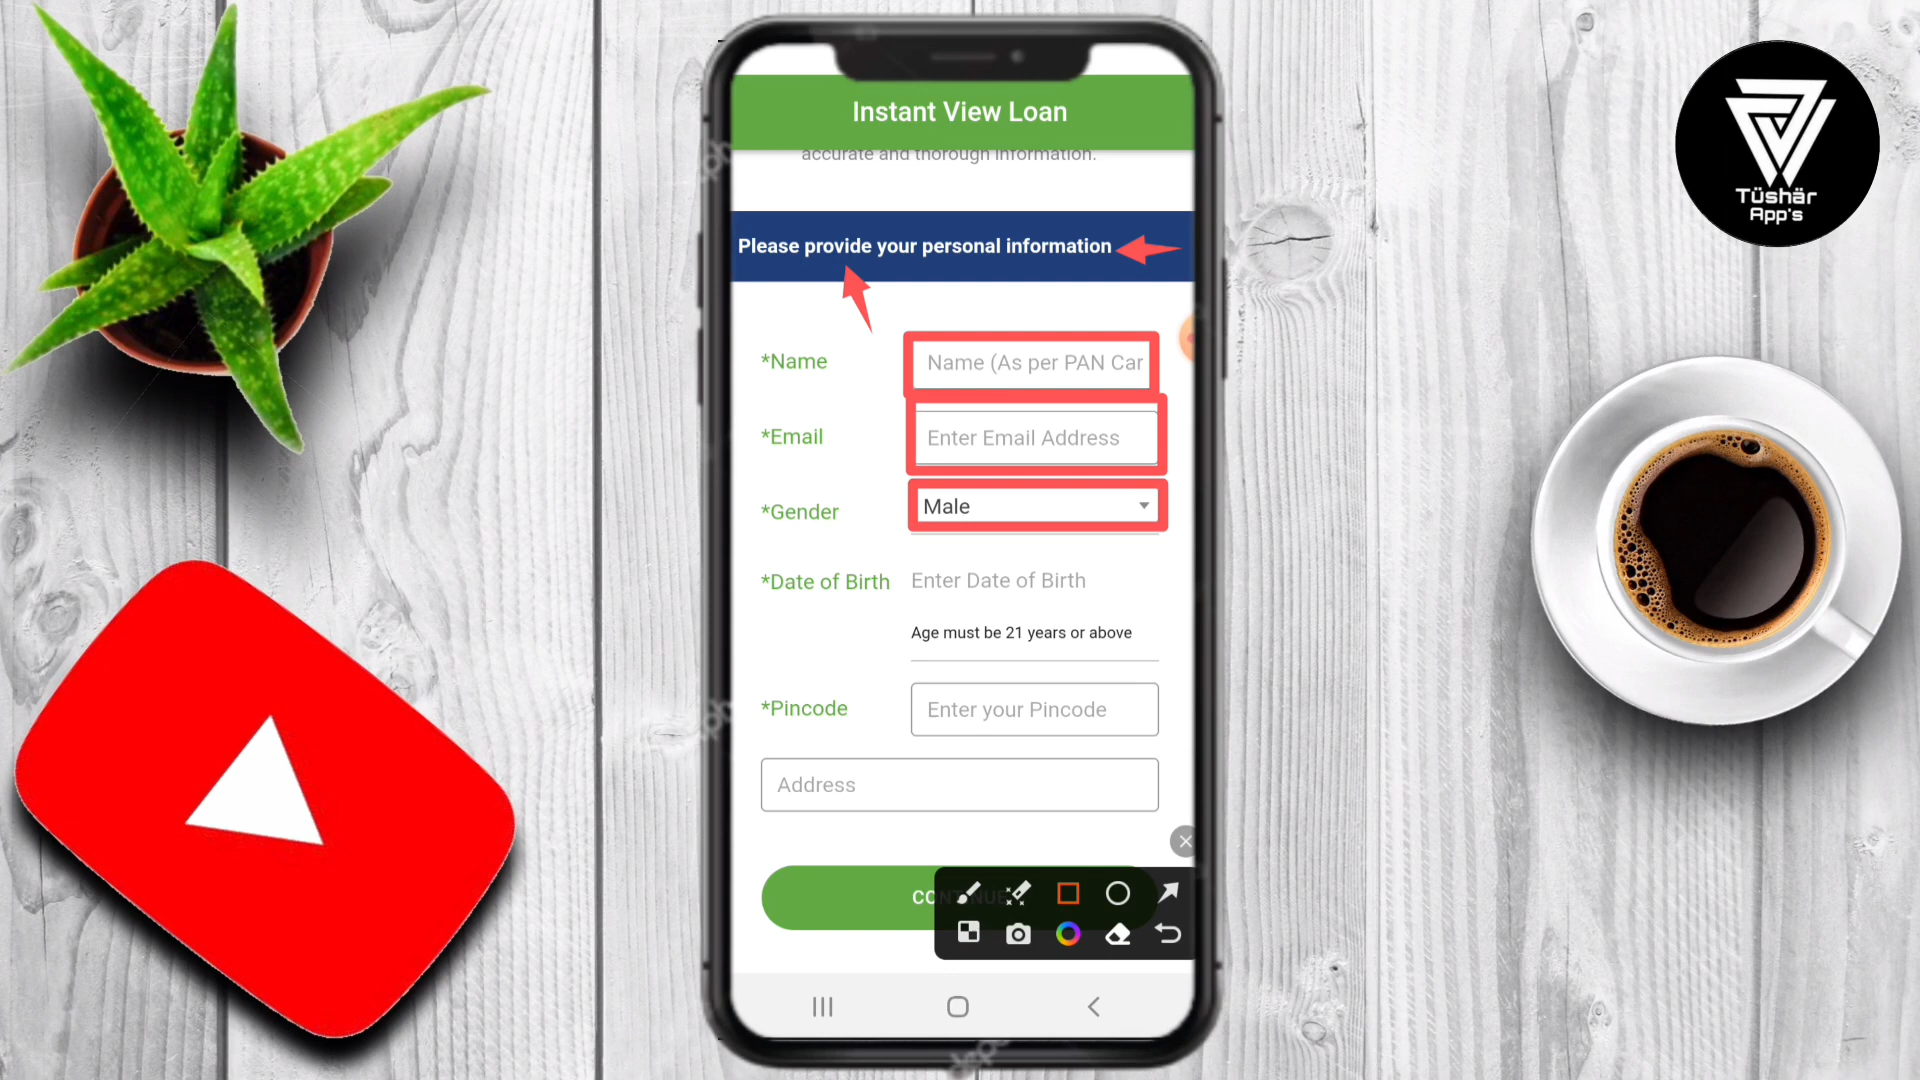 Instant View Loan
accurate and thorough information.
Please provide your personal information
*Name
Name (As per PAN Car
*Email
Enter Email Address
*Gender
Male
*Date of Birth
Enter Date of Birth
Age must be 21 years or above
*Pincode
Enter your Pincode
Address
CONTINUE
Tüshär
App's